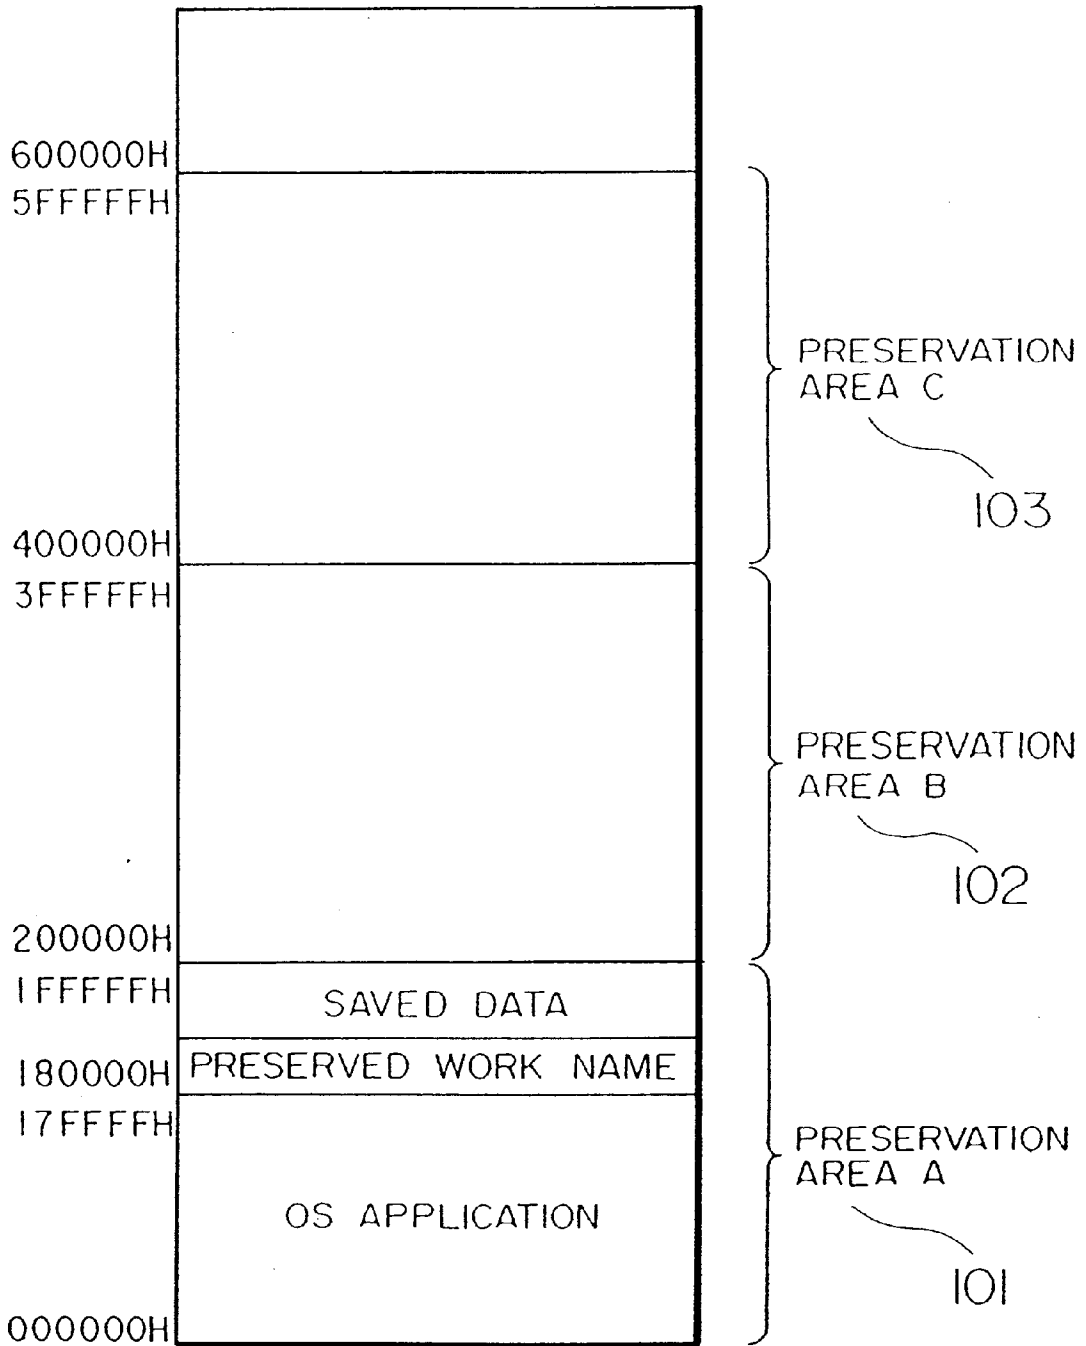 600000H
5FFFFFH
PRESERVATION
AREA C
103
400000H
3FFFFFH
PRESERVATION
AREA B
102
200000H
1FFFFFH
SAVED DATA
180000H
PRESERVED WORK NAME
17FFFFH
PRESERVATION
AREA A
OS APPLICATION
101
000000H